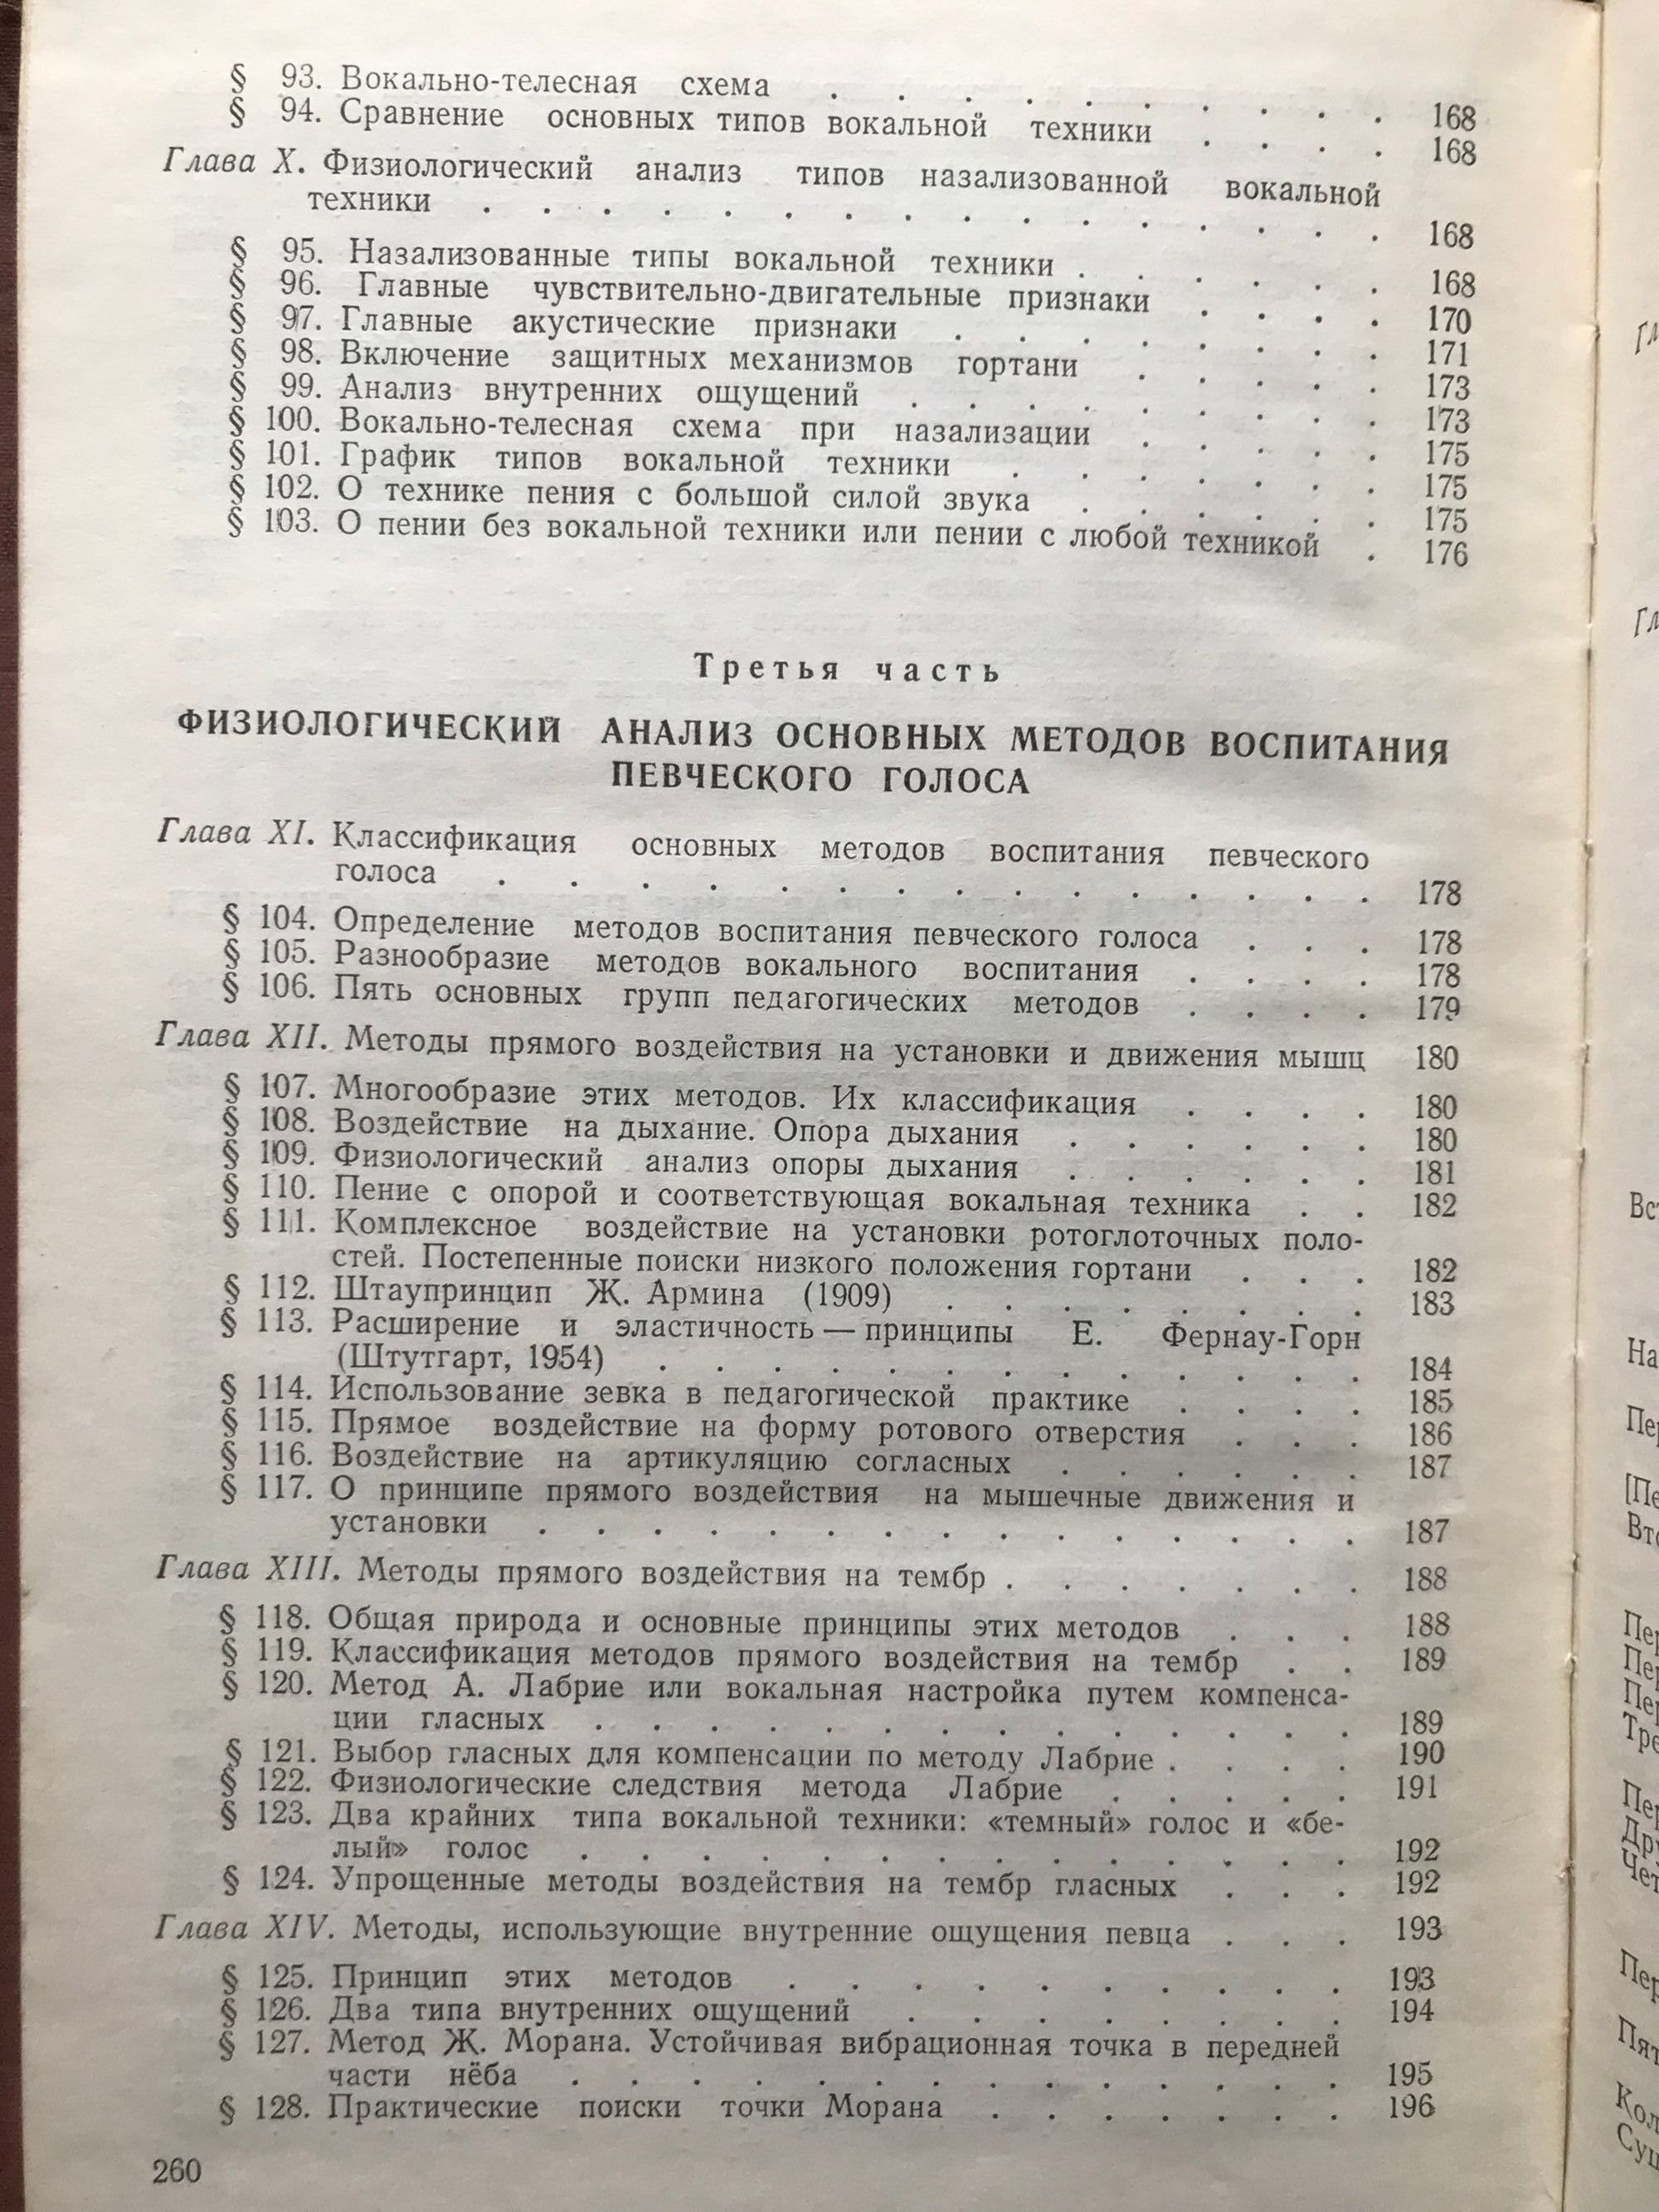 § 93. Вокально-телесная схема . . . . . . . . . . 168
§ 94. Сравнение основных типов вокальной техники . . . . 168
Глава X. Физиологический анализ типов назализованной вокальной
техники . . . . . . . . . . . . . . . . 168
§ 95. Назализованные типы вокальной техники . . . . . . 168
§ 96. Главные чувствительно-двигательные признаки . . . . 170
§ 97. Главные акустические признаки . . . . . . . . 171
§ 98. Включение защитных механизмов гортани . . . . . 173
§ 99. Анализ внутренних ощущений . . . . . . . . . 173
§ 100. Вокально-телесная схема при назализации . . . . . 175
§ 101. График типов вокальной техники . . . . . . . 175
§ 102. О технике пения с большой силой звука . . . . . . 175
§ 103. О пении без вокальной техники или пении с любой техникой . 176
Третья часть
ФИЗИОЛОГИЧЕСКИЙ АНАЛИЗ ОСНОВНЫХ МЕТОДОВ ВОСПИТАНИЯ
ПЕВЧЕСКОГО ГОЛОСА
Глава XI. Классификация основных методов воспитания певческого
голоса . . . . . . . . . . . . . . . 178
§ 104. Определение методов воспитания певческого голоса . . . 178
§ 105. Разнообразие методов вокального воспитания . . . . 178
§ 106. Пять основных групп педагогических методов . . . . 179
Глава XII. Методы прямого воздействия на установки и движения мышц 180
§ 107. Многообразие этих методов. Их классификация . . . . 180
§ 108. Воздействие на дыхание. Опора дыхания . . . . . . 180
§ 109. Физиологический анализ опоры дыхания . . . . . . 181
§ 110. Пение с опорой и соответствующая вокальная техника . . 182
§ 111. Комплексное воздействие на установки ротоглоточных поло-
стей. Постепенные поиски низкого положения гортани . . . 182
§ 112. Штаупринцип Ж. Армина (1909) . . . . . . . . 183
§ 113. Расширение и эластичность — принципы Е. Фернау-Горн
(Штутгарт, 1954) . . . . . . . . . . . . . 184
§ 114. Использование зевка в педагогической практике . . . . 185
§ 115. Прямое воздействие на форму ротового отверстия . . . 186
§ 116. Воздействие на артикуляцию согласных . . . . . . 187
§ 117. О принципе прямого воздействия на мышечные движения и
установки . . . . . . . . . . . . . . . 187
Глава XIII. Методы прямого воздействия на тембр . . . . . . . 188
§ 118. Общая природа и основные принципы этих методов . . . 188
§ 119. Классификация методов прямого воздействия на тембр . . 189
§ 120. Метод А. Лабрие или вокальная настройка путем компенса-
ции гласных . . . . . . . . . . . . . . 189
§ 121. Выбор гласных для компенсации по методу Лабрие . . . . 190
§ 122. Физиологические следствия метода Лабрие . . . . . 191
§ 123. Два крайних типа вокальной техники: «темный» голос и «бе-
лый» голос . . . . . . . . . . . . . . 192
§ 124. Упрощенные методы воздействия на тембр гласных . . . 192
Глава XIV. Методы, использующие внутренние ощущения певца . . . 193
§ 125. Принцип этих методов . . . . . . . . . . 193
§ 126. Два типа внутренних ощущений . . . . . . . . 194
§ 127. Метод Ж. Морана. Устойчивая вибрационная точка в передней
части нёба . . . . . . . . . . . . . . 195
§ 128. Практические поиски точки Морана . . . . . . . 196
260